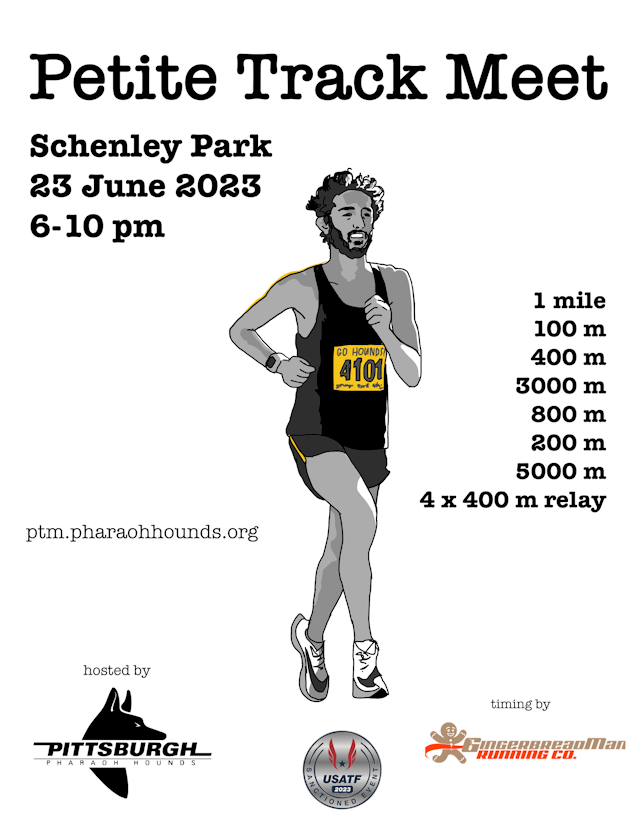 Petite Track Meet
Schenley Park
23 June 2023
6-10 pm
GO HOUNDS!
4101
1 mile
100 m
400 m
3000 m
800 m
200 m
5000 m
4 x 400 m relay
ptm.pharaohhounds.org
hosted by
PITTSBURGH
PHARAOH HOUNDS
USATF
2023
SANCTIONED EVENT
timing by
GINGERBREADMAN
RUNNING CO.